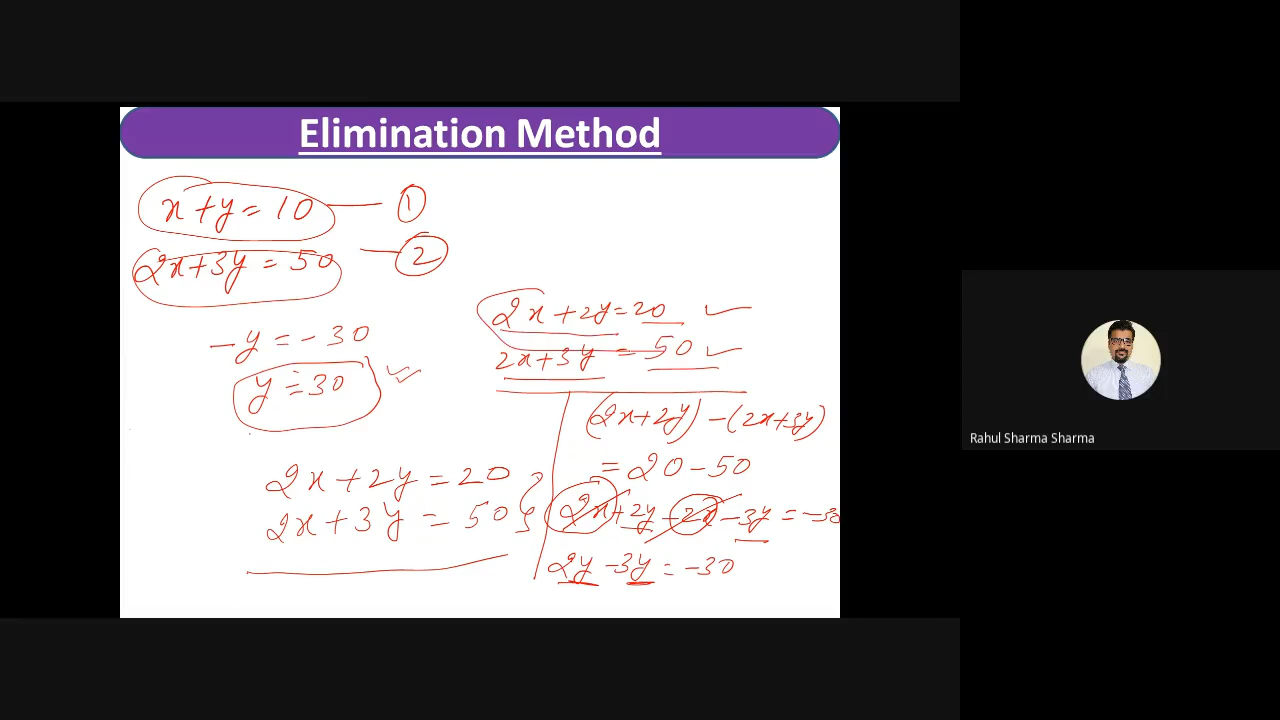 Elimination Method
x + y = 10 — ①
2x + 3y = 50 — ②
- y = - 30
y = 30
2x + 2y = 20
2x + 3y = 50
2x + 2y = 20
2x + 3y = 50
(2x + 2y) - (2x + 3y)
= 20 - 50
2x + 2y - 2x - 3y = - 30
2y - 3y = - 30
Rahul Sharma Sharma